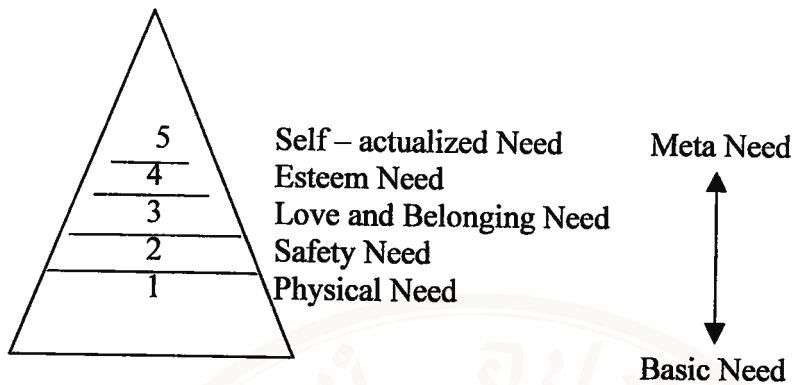 5 Self – actualized Need Meta Need
4 Esteem Need
3 Love and Belonging Need
2 Safety Need
1 Physical Need
Basic Need